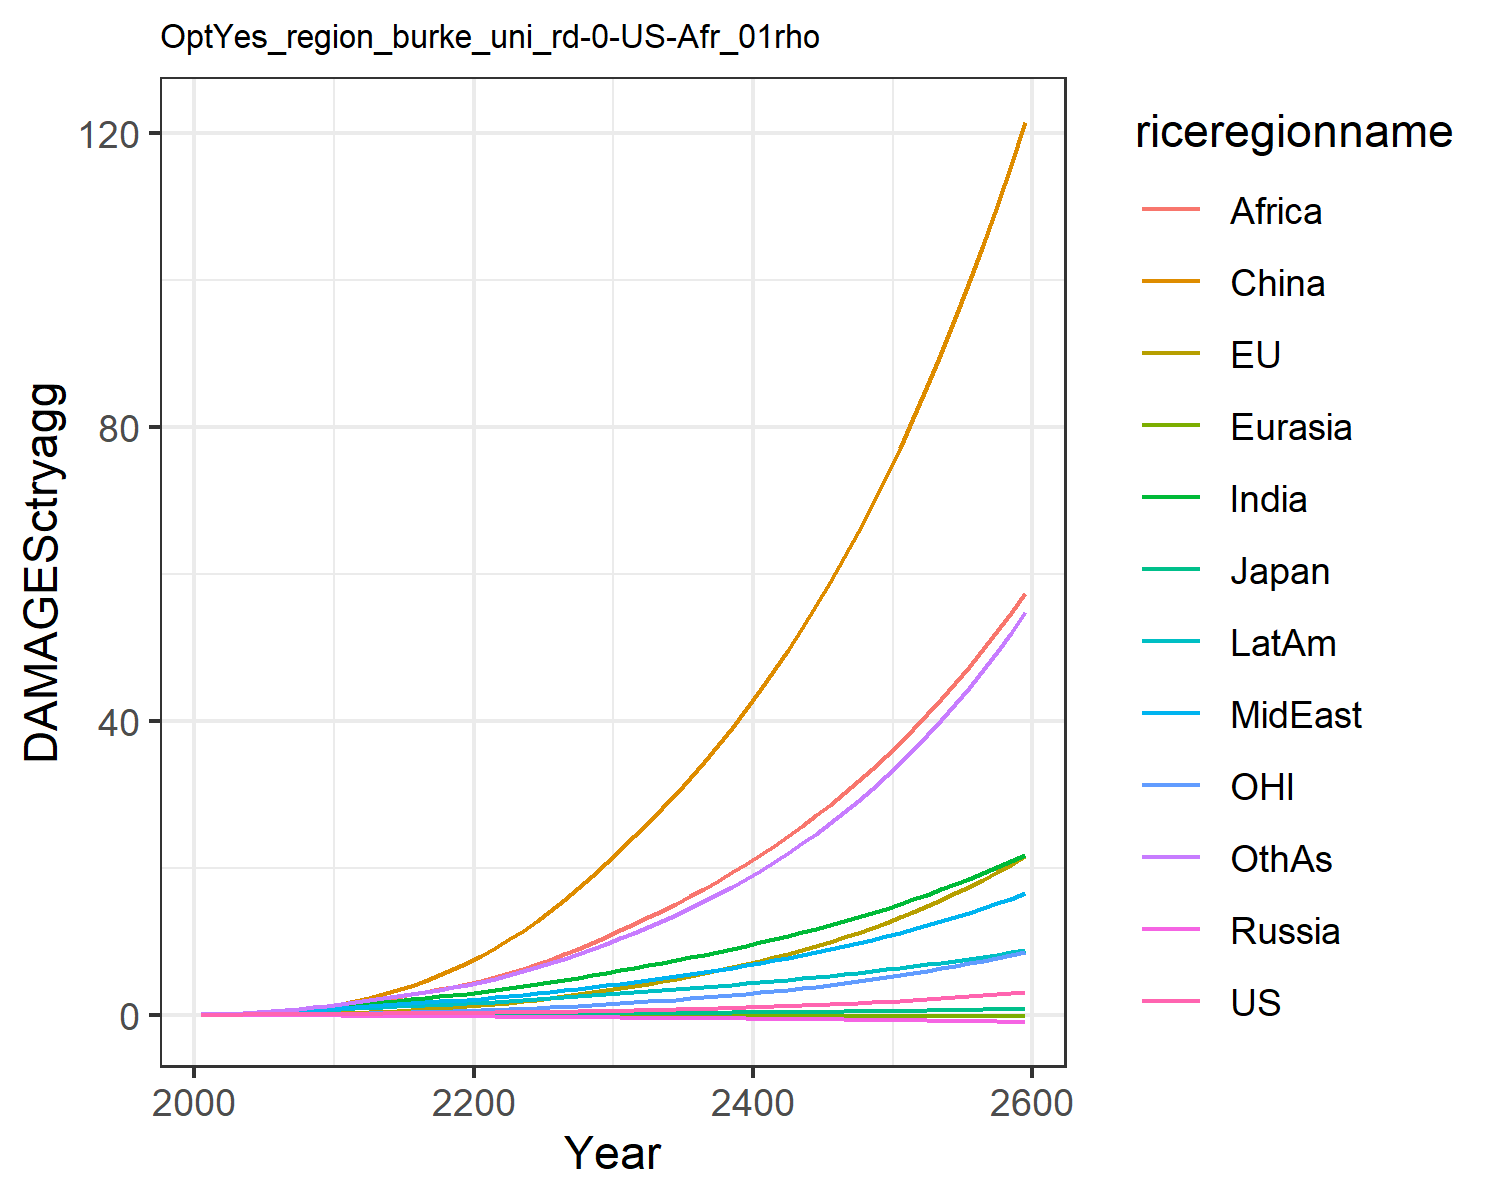 OptYes_region_burke_uni_rd-0-US-Afr_01rho
DAMAGESctryagg
120
80
40
0
2000
2200
2400
2600
Year
riceregionname
Africa
China
EU
Eurasia
India
Japan
LatAm
MidEast
OHI
OthAs
Russia
US